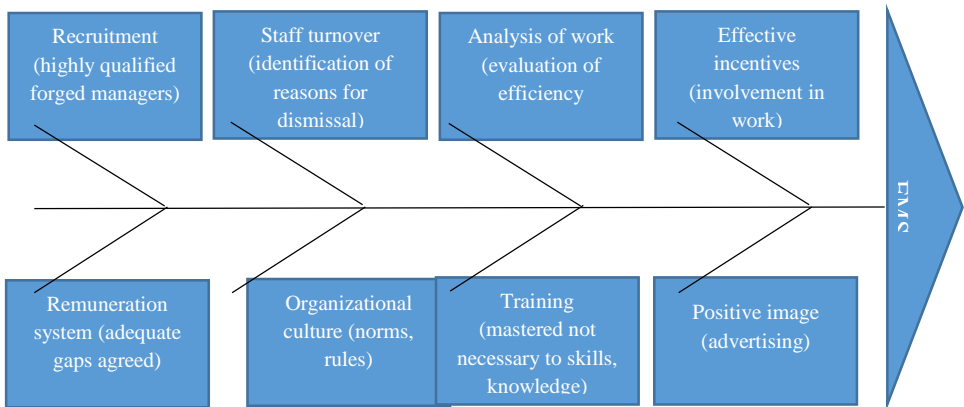 Recruitment
(highly qualified
forged managers)
Staff turnover
(identification of
reasons for
dismissal)
Analysis of work
(evaluation of
efficiency
Effective
incentives
(involvement in
work)
EMS
Remuneration
system (adequate
gaps agreed)
Organizational
culture (norms,
rules)
Training
(mastered not
necessary to skills,
knowledge)
Positive image
(advertising)